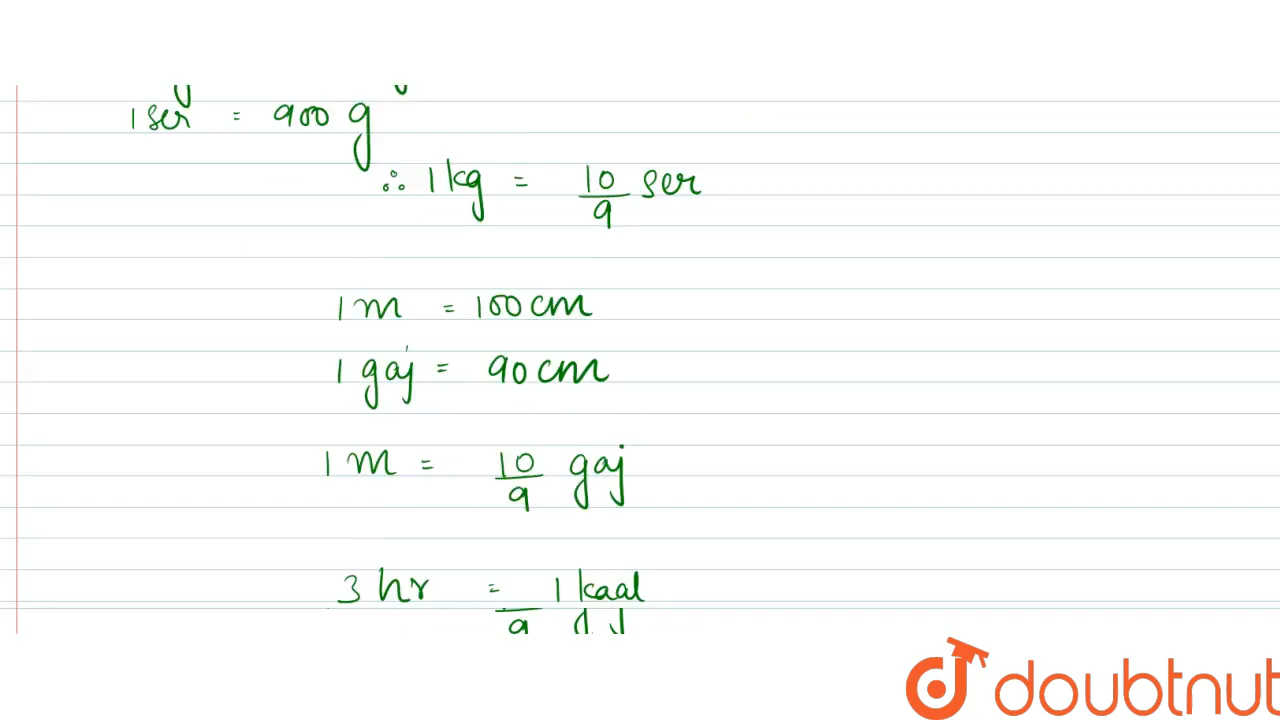 1 ser = 900 g
∴ 1 kg = 10/9 ser
1 m = 100 cm
1 gaj = 90 cm
1 m = 10/9 gaj
3 hr = 1 kaal
9
doubtnut